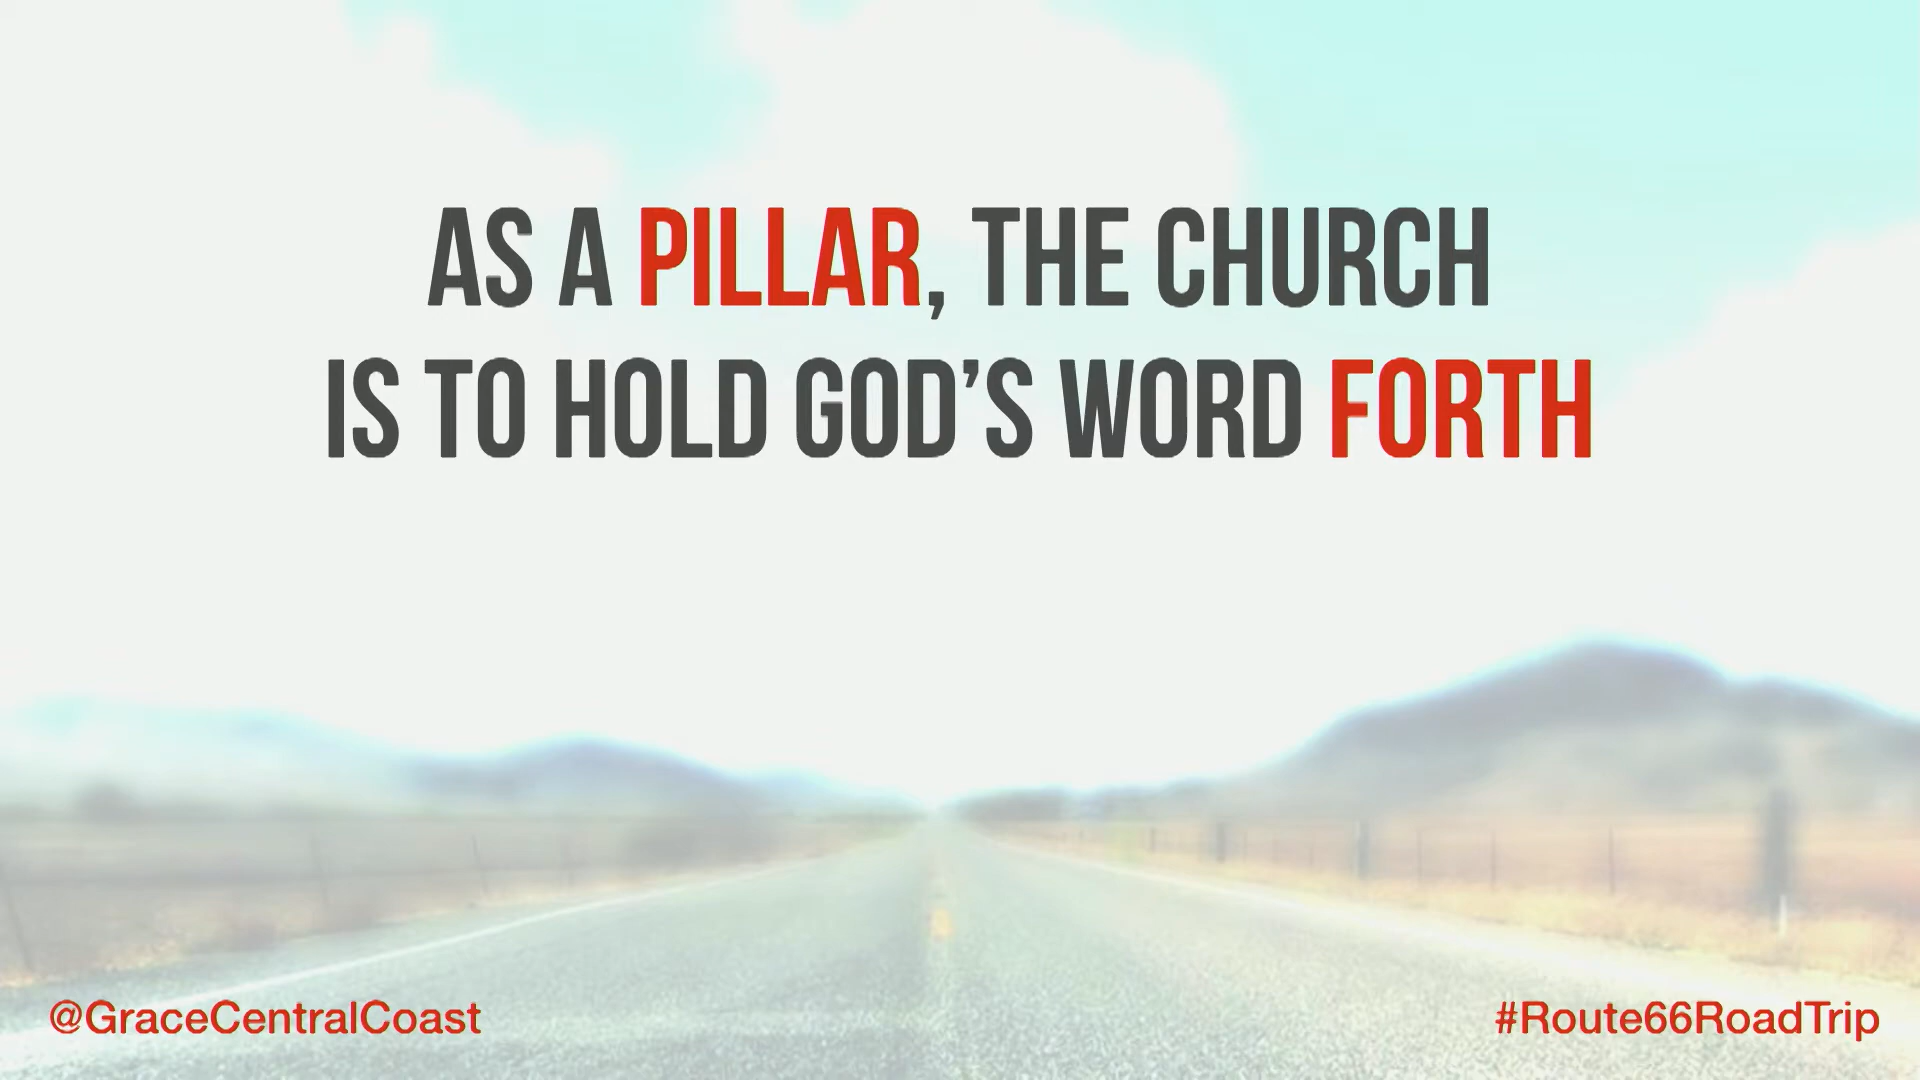 AS A PILLAR, THE CHURCH
IS TO HOLD GOD’S WORD FORTH
@GraceCentralCoast
#Route66RoadTrip